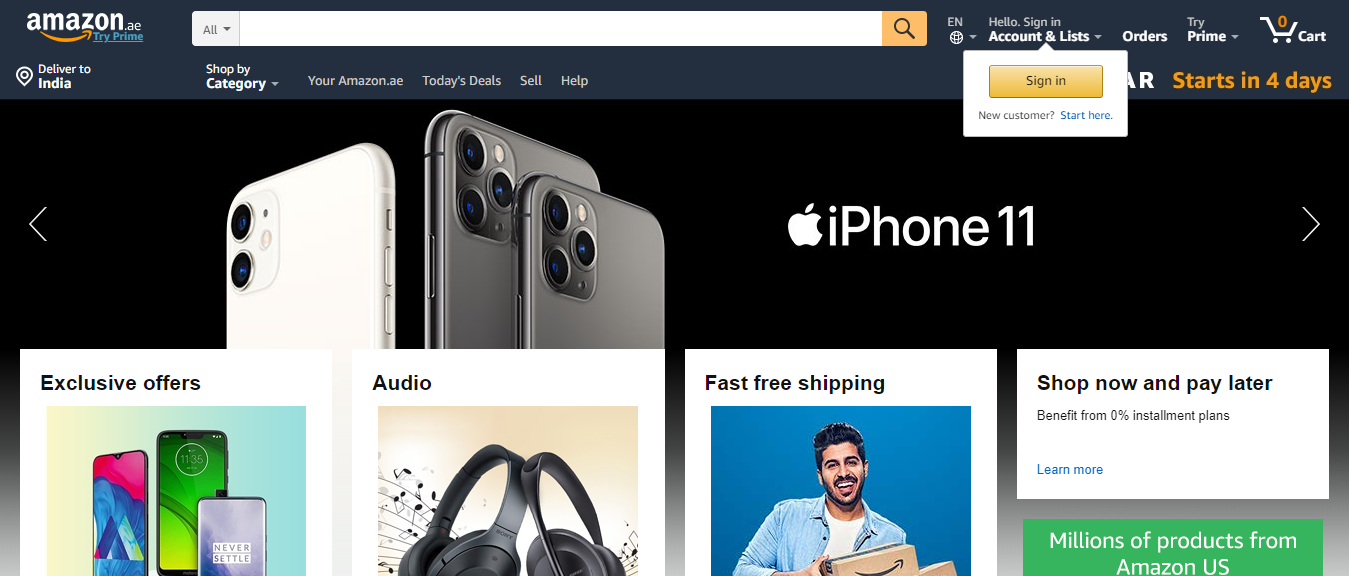 amazon.ae
Try Prime
All
EN
Hello. Sign in
Account & Lists
Orders
Try
Prime
0
Cart
Deliver to
India
Shop by
Category
Your Amazon.ae
Today's Deals
Sell
Help
AR Starts in 4 days
Sign in
New customer? Start here.
iPhone 11
Exclusive offers
11:35
NEVER
SETTLE
Audio
SONY
Fast free shipping
Shop now and pay later
Benefit from 0% installment plans
Learn more
Millions of products from
Amazon US